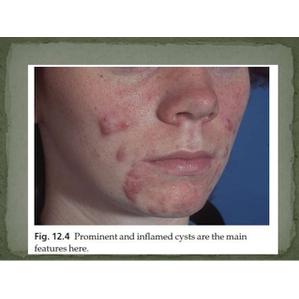 Fig. 12.4 Prominent and inflamed cysts are the main
features here.